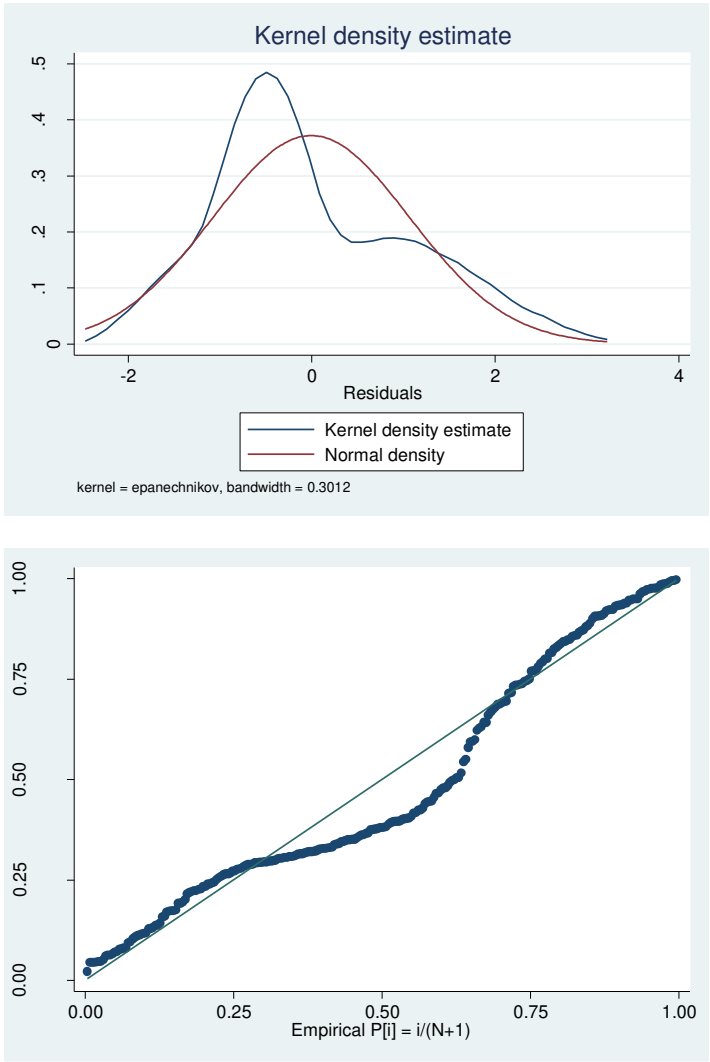 Kernel density estimate
.5
.4
.3
.2
.1
0
-2 0 2 4
Residuals
Kernel density estimate
Normal density
kernel = epanechnikov, bandwidth = 0.3012
1.00
0.75
0.50
0.25
0.00
0.00 0.25 0.50 0.75 1.00
Empirical P[i] = i/(N+1)